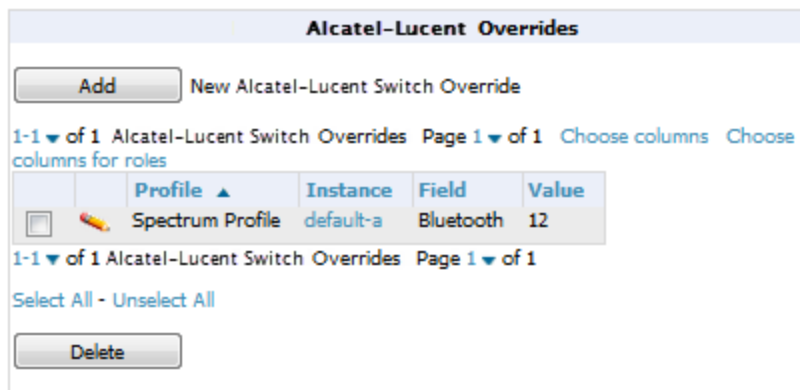 Alcatel-Lucent Overrides
Add New Alcatel-Lucent Switch Override
1-1 of 1 Alcatel-Lucent Switch Overrides Page 1 of 1 Choose columns Choose
columns for roles
Profile Instance Field Value
Spectrum Profile default-a Bluetooth 12
1-1 of 1 Alcatel-Lucent Switch Overrides Page 1 of 1
Select All - Unselect All
Delete